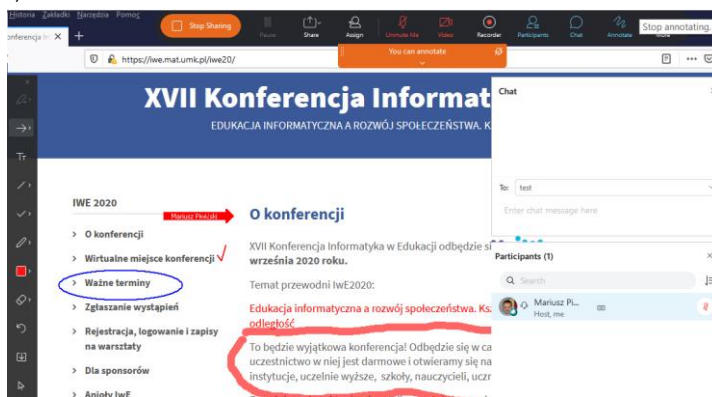 Historia Zakładki Narzędzia Pomoc
Stop Sharing
Pause
Share
Assign
Unmute Me
Video
Recorder
Participants
Chat
Annotate
Stop annotating.
You can annotate
https://iwe.mat.umk.pl/iwe20/
XVII Konferencja Informat
EDUKACJA INFORMATYCZNA A ROZWÓJ SPOŁECZEŃSTWA. K
IWE 2020
O konferencji
Wirtualne miejsce konferencji
Ważne terminy
Zgłaszanie wystąpień
Rejestracja, logowanie i zapisy
na warsztaty
Dla sponsorów
Anioły IwE
O konferencji
XVII Konferencja Informatyka w Edukacji odbędzie si
września 2020 roku.
Temat przewodni IwE2020:
Edukacja informatyczna a rozwój społeczeństwa. Ks
odległość
To będzie wyjątkowa konferencja! Odbędzie się w ca
uczestnictwo w niej jest darmowe i otwieramy się na
instytucje, uczelnie wyższe, szkoły, nauczycieli, ucz
Chat
To: test
Enter chat message here
Participants (1)
Search
Mariusz Pi...
Host, me